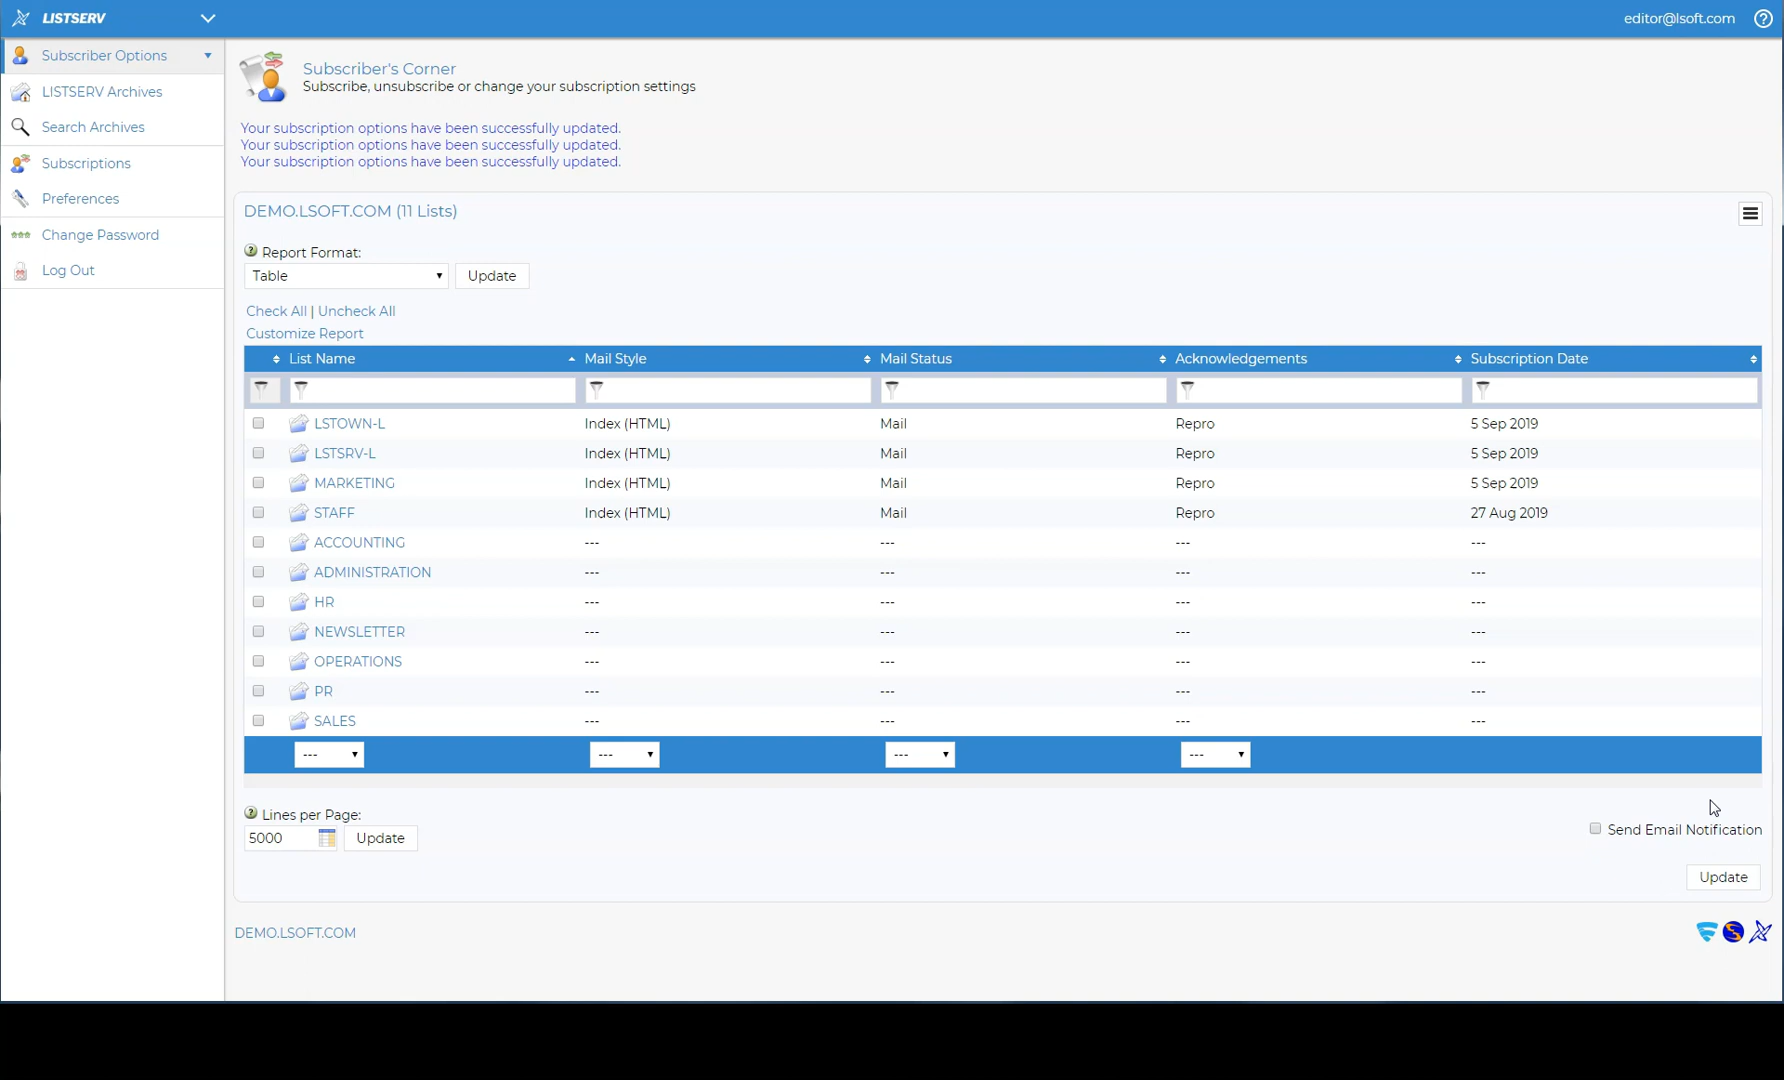 LISTSERV
editor@lsoft.com
Subscriber Options
LISTSERV Archives
Search Archives
Subscriptions
Preferences
Change Password
Log Out
Subscriber's Corner
Subscribe, unsubscribe or change your subscription settings
Your subscription options have been successfully updated.
Your subscription options have been successfully updated.
Your subscription options have been successfully updated.
DEMO.LSOFT.COM (11 Lists)
Report Format:
Table Update
Check All | Uncheck All
Customize Report
List Name Mail Style Mail Status Acknowledgements Subscription Date
LSTOWN-L Index (HTML) Mail Repro 5 Sep 2019
LSTSRV-L Index (HTML) Mail Repro 5 Sep 2019
MARKETING Index (HTML) Mail Repro 5 Sep 2019
STAFF Index (HTML) Mail Repro 27 Aug 2019
ACCOUNTING --- --- --- ---
ADMINISTRATION --- --- --- ---
HR --- --- --- ---
NEWSLETTER --- --- --- ---
OPERATIONS --- --- --- ---
PR --- --- --- ---
SALES --- --- --- ---
--- --- --- ---
Lines per Page:
5000 Update
Send Email Notification
Update
DEMO.LSOFT.COM